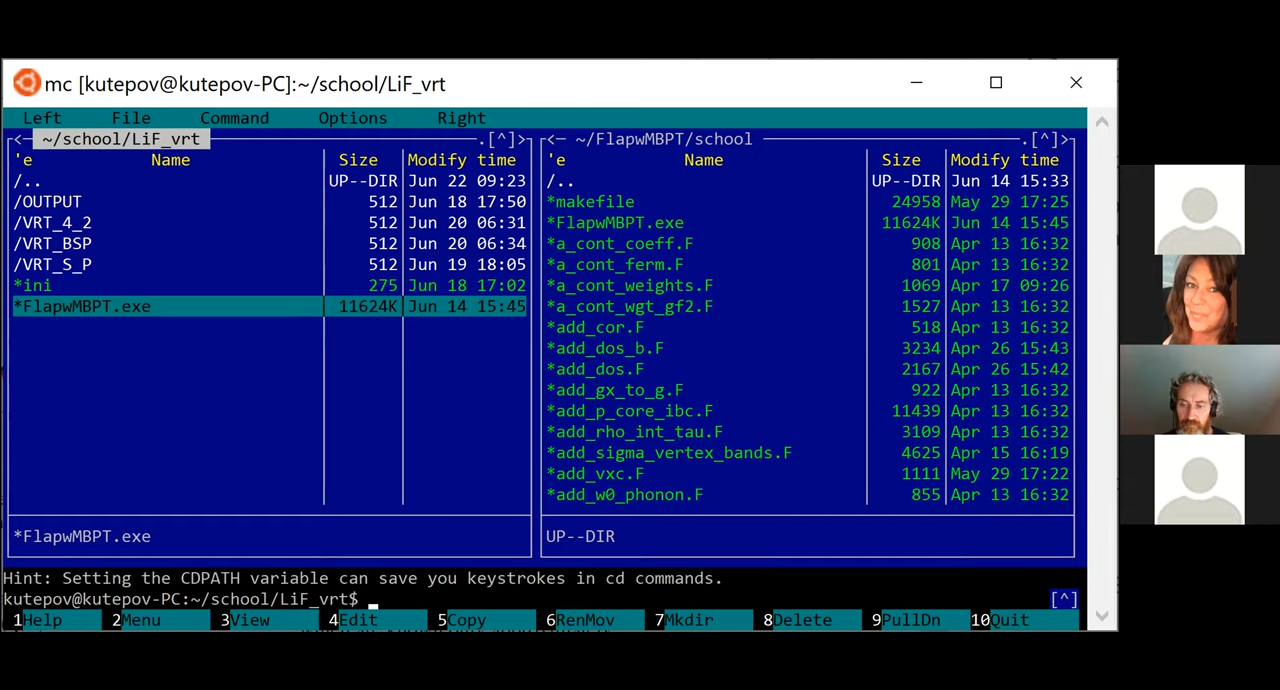 mc [kutepov@kutepov-PC]:~/school/LiF_vrt
Left File Command Options Right
<─ ~/school/LiF_vrt .[^]> <─ ~/FlapwMBPT/school .[^]>
'e Name Size Modify time 'e Name Size Modify time
/.. UP--DIR Jun 22 09:23 /.. UP--DIR Jun 14 15:33
/OUTPUT 512 Jun 18 17:50 *makefile 24958 May 29 17:25
/VRT_4_2 512 Jun 20 06:31 *FlapwMBPT.exe 11624K Jun 14 15:45
/VRT_BSP 512 Jun 20 06:34 *a_cont_coeff.F 908 Apr 13 16:32
/VRT_S_P 512 Jun 19 18:05 *a_cont_ferm.F 801 Apr 13 16:32
*ini 275 Jun 18 17:02 *a_cont_weights.F 1069 Apr 17 09:26
*FlapwMBPT.exe 11624K Jun 14 15:45 *a_cont_wgt_gf2.F 1527 Apr 13 16:32
*add_cor.F 518 Apr 13 16:32
*add_dos_b.F 3234 Apr 26 15:43
*add_dos.F 2167 Apr 26 15:42
*add_gx_to_g.F 922 Apr 13 16:32
*add_p_core_ibc.F 11439 Apr 13 16:32
*add_rho_int_tau.F 3109 Apr 13 16:32
*add_sigma_vertex_bands.F 4625 Apr 15 16:19
*add_vxc.F 1111 May 29 17:22
*add_w0_phonon.F 855 Apr 13 16:32
*FlapwMBPT.exe UP--DIR
Hint: Setting the CDPATH variable can save you keystrokes in cd commands.
kutepov@kutepov-PC:~/school/LiF_vrt$ [^]
1Help 2Menu 3View 4Edit 5Copy 6RenMov 7Mkdir 8Delete 9PullDn 10Quit